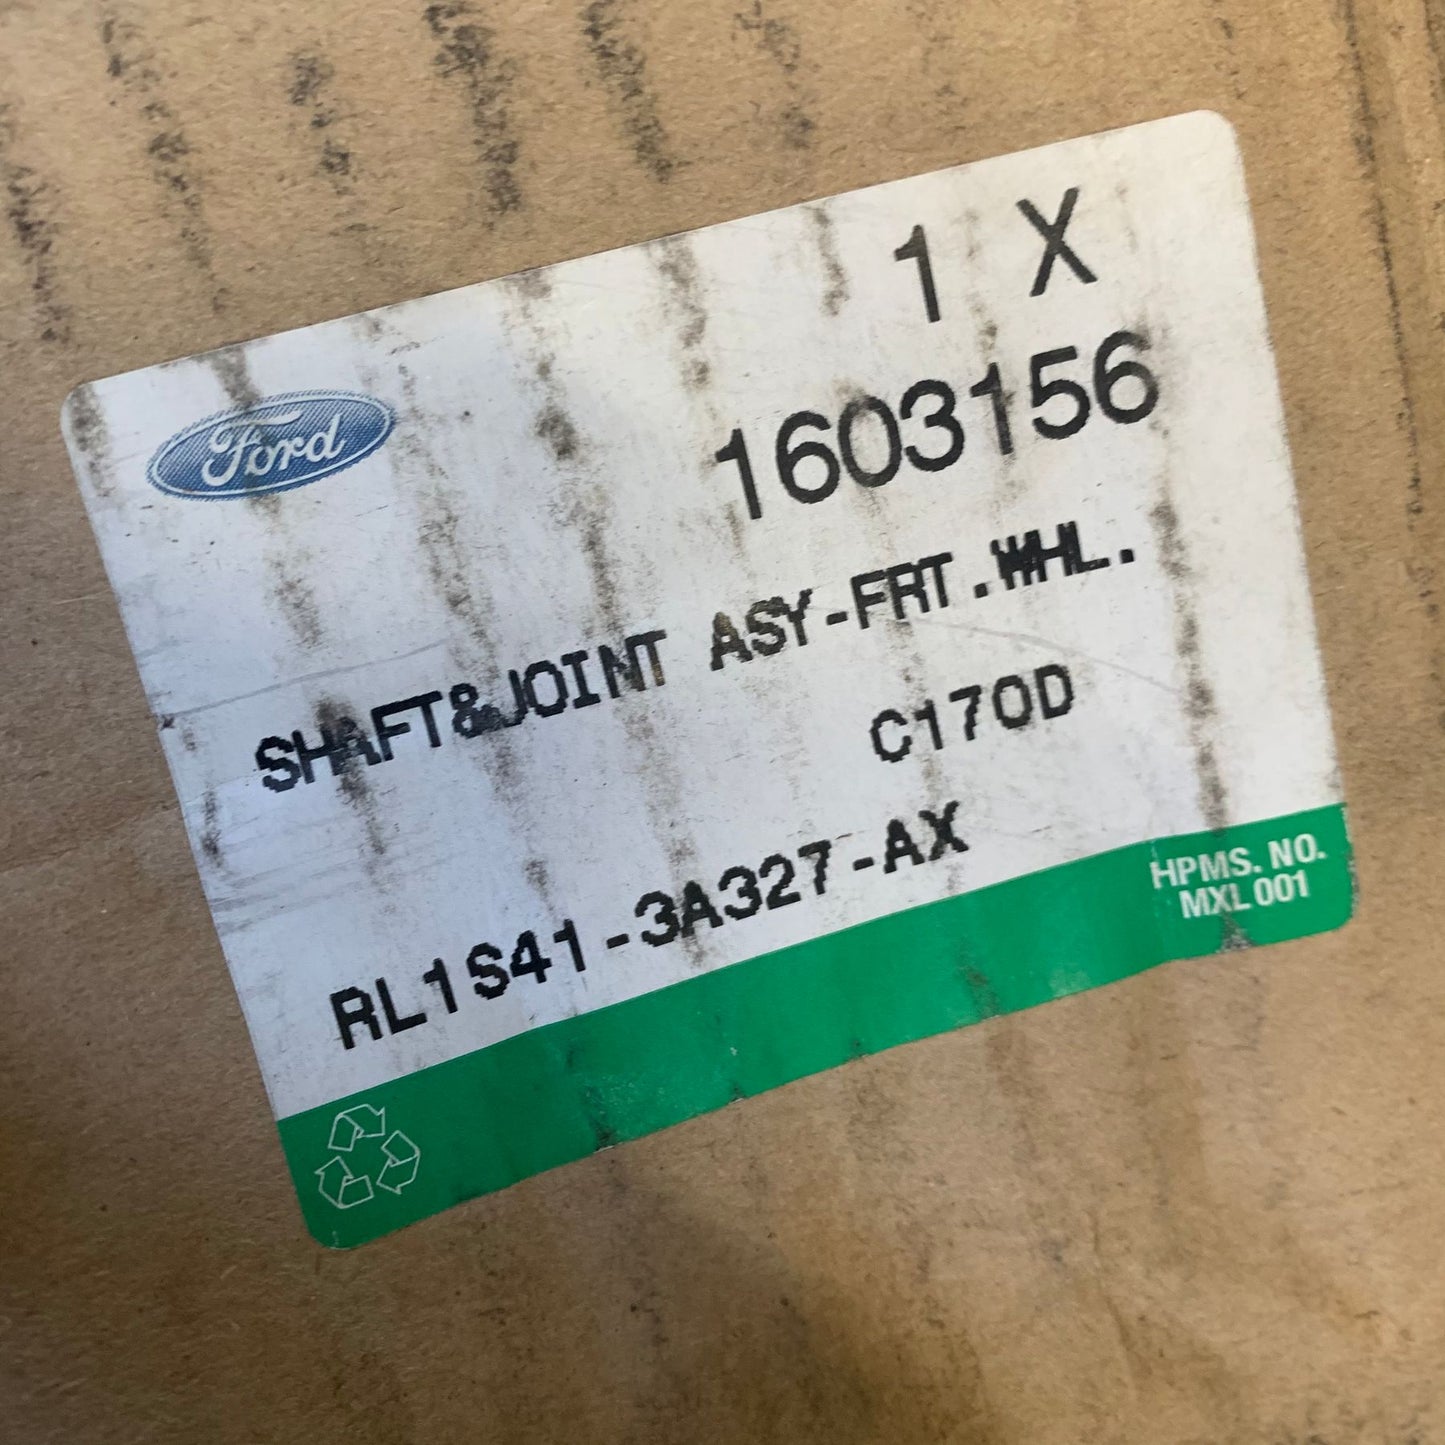 1 X
Ford
1603156
SHAFT&JOINT ASY-FRT.WHL.
C170D
RL1S41-3A327-AX
HPMS. NO.
MXL 001